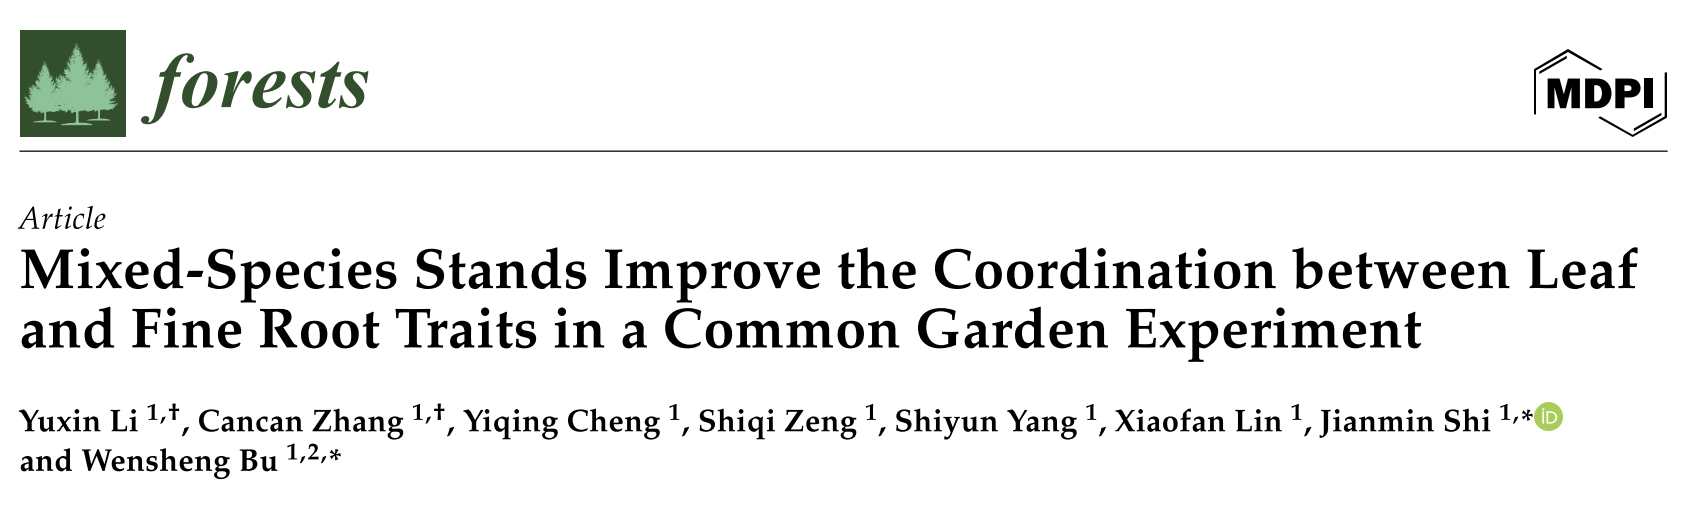 forests
MDPI
Article
Mixed-Species Stands Improve the Coordination between Leaf
and Fine Root Traits in a Common Garden Experiment
Yuxin Li 1,†, Cancan Zhang 1,†, Yiqing Cheng 1, Shiqi Zeng 1, Shiyun Yang 1, Xiaofan Lin 1, Jianmin Shi 1,* iD
and Wensheng Bu 1,2,*